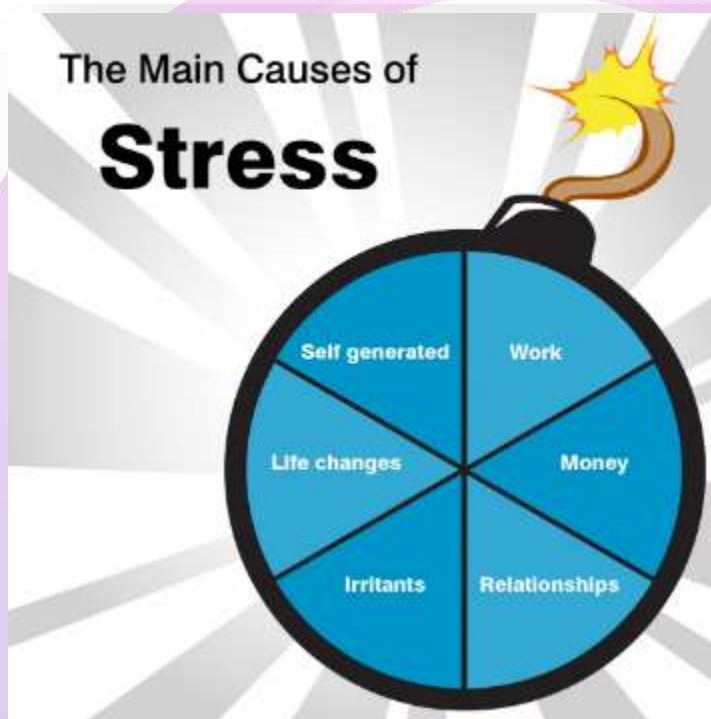 The Main Causes of
Stress
Self generated
Work
Life changes
Money
Irritants
Relationships